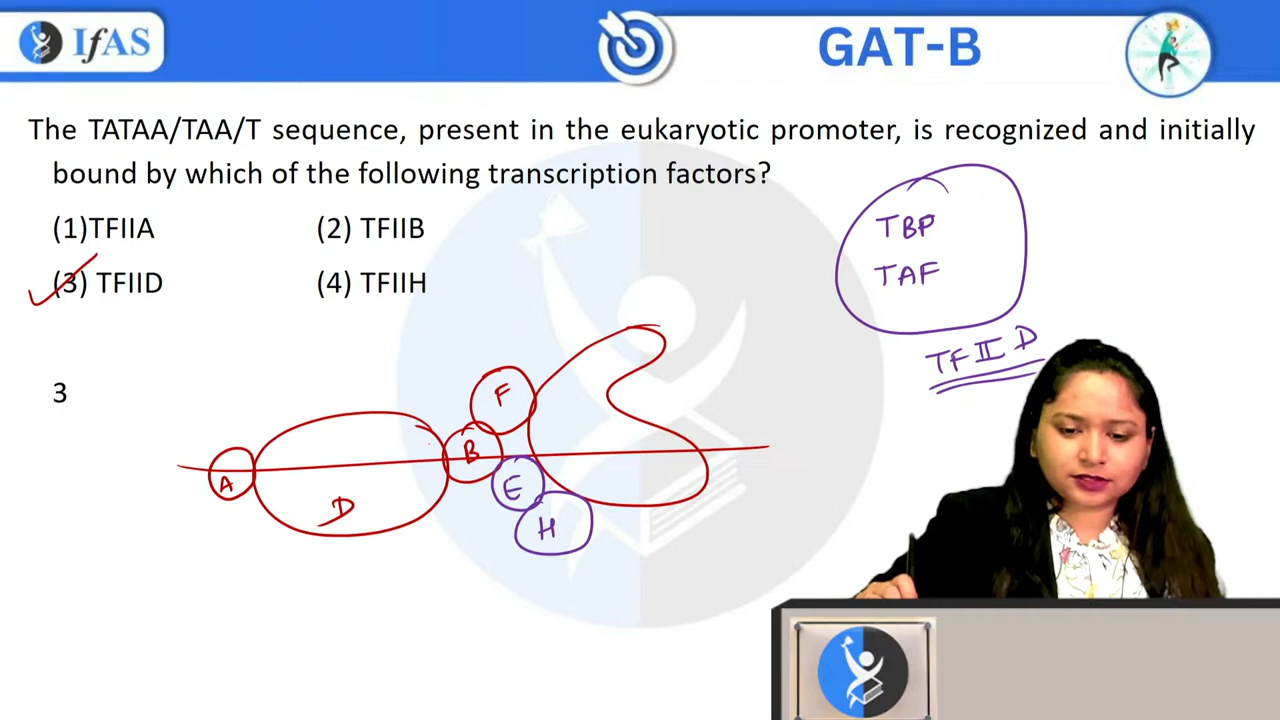 IfAS
GAT-B
The TATAA/TAA/T sequence, present in the eukaryotic promoter, is recognized and initially
bound by which of the following transcription factors?
(1)TFIIA (2) TFIIB
(3) TFIID (4) TFIIH
TBP
TAF
TFIID
3
F
B
A
E
D
H